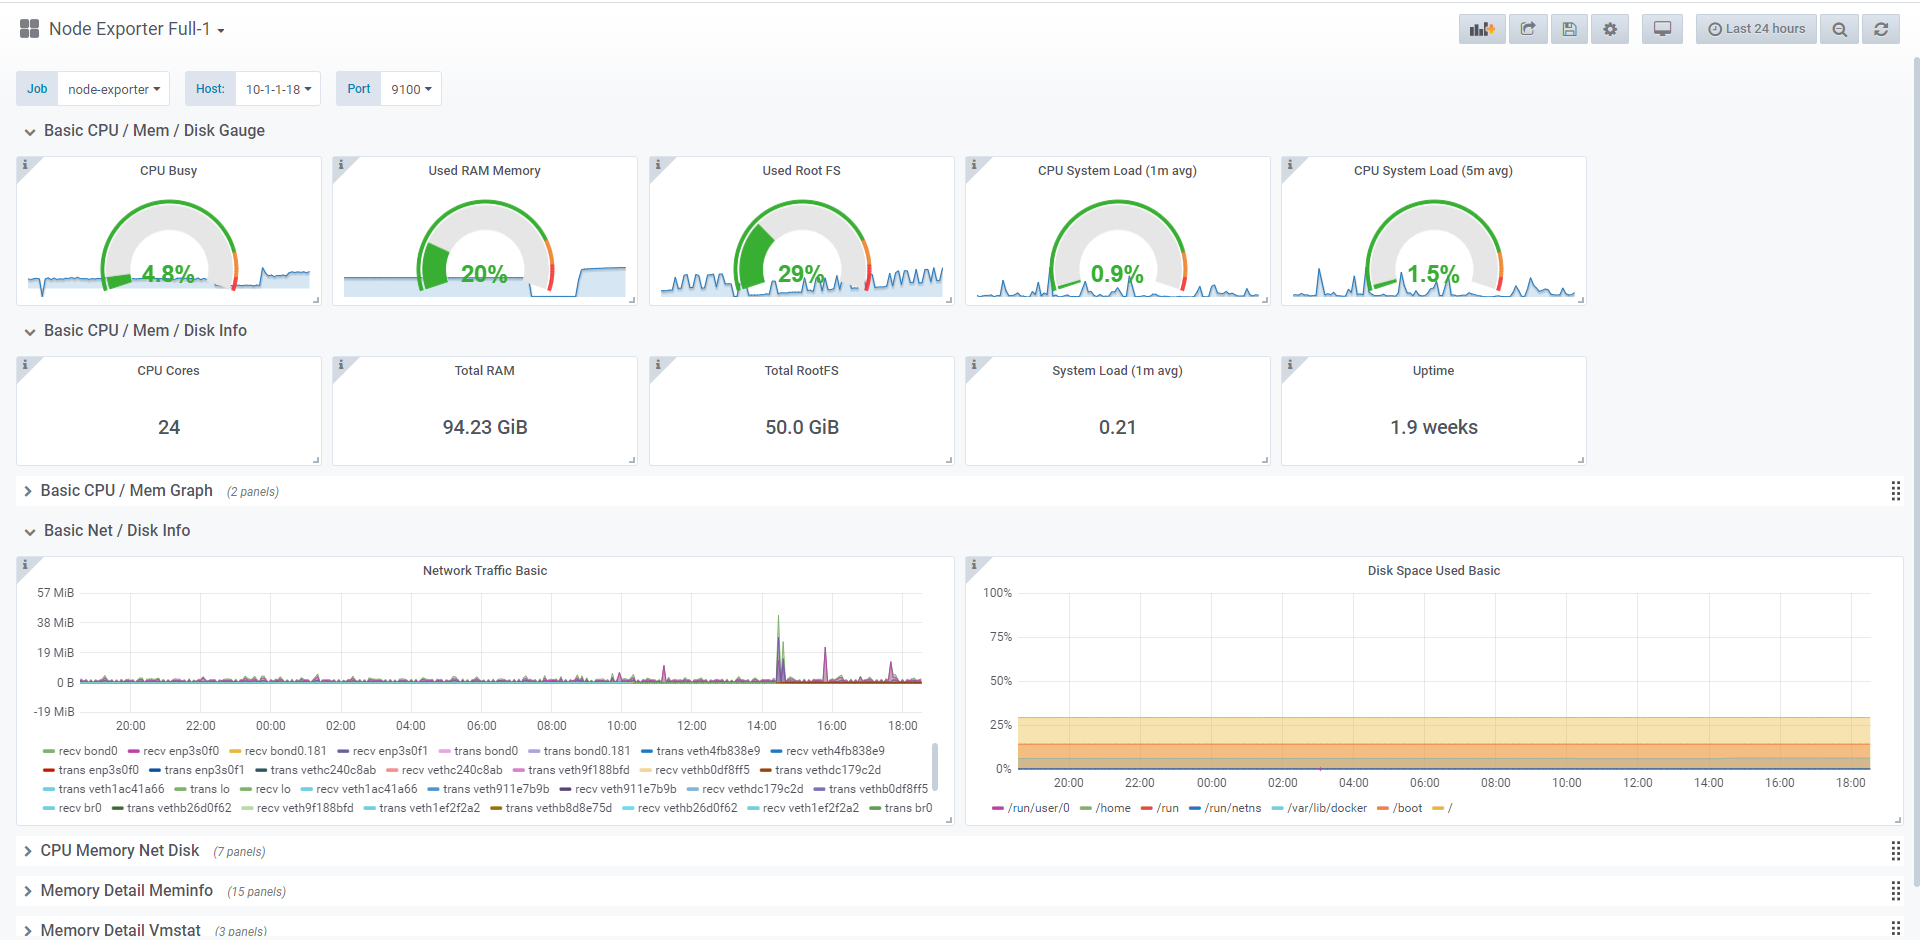 Node Exporter Full-1
Last 24 hours
Job node-exporter Host: 10-1-1-18 Port 9100
Basic CPU / Mem / Disk Gauge
CPU Busy
4.8%
Used RAM Memory
20%
Used Root FS
29%
CPU System Load (1m avg)
0.9%
CPU System Load (5m avg)
1.5%
Basic CPU / Mem / Disk Info
CPU Cores
24
Total RAM
94.23 GiB
Total RootFS
50.0 GiB
System Load (1m avg)
0.21
Uptime
1.9 weeks
Basic CPU / Mem Graph (2 panels)
Basic Net / Disk Info
Network Traffic Basic
57 MiB
38 MiB
19 MiB
0 B
-19 MiB
20:00 22:00 00:00 02:00 04:00 06:00 08:00 10:00 12:00 14:00 16:00 18:00
recv bond0 recv enp3s0f0 recv bond0.181 recv enp3s0f1 trans bond0 trans bond0.181 trans veth4fb838e9 recv veth4fb838e9
trans enp3s0f0 trans enp3s0f1 trans vethc240c8ab recv vethc240c8ab trans veth9f188bfd recv vethb0df8ff5 trans vethdc179c2d
trans veth1ac41a66 trans lo recv lo recv veth1ac41a66 trans veth911e7b9b recv veth911e7b9b recv vethdc179c2d trans vethb0df8ff5
recv br0 trans vethb26d0f62 recv veth9f188bfd trans veth1ef2f2a2 trans vethb8d8e75d recv vethb26d0f62 recv veth1ef2f2a2 trans br0
Disk Space Used Basic
100%
75%
50%
25%
0%
20:00 22:00 00:00 02:00 04:00 06:00 08:00 10:00 12:00 14:00 16:00 18:00
/run/user/0 /home /run /run/netns /var/lib/docker /boot /
CPU Memory Net Disk (7 panels)
Memory Detail Meminfo (15 panels)
Memory Detail Vmstat (3 panels)